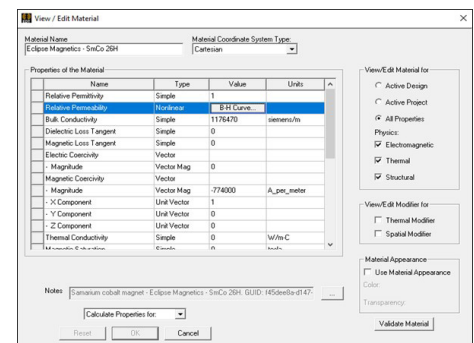 View / Edit Material
Material Name
Eclipse Magnetics - SmCo 26H
Material Coordinate System Type:
Cartesian
Properties of the Material
Name Type Value Units
Relative Permittivity Simple 1
Relative Permeability Nonlinear B-H Curve...
Bulk Conductivity Simple 1176470 siemens/m
Dielectric Loss Tangent Simple 0
Magnetic Loss Tangent Simple 0
Electric Coercivity Vector
- Magnitude Vector Mag 0
Magnetic Coercivity Vector
- Magnitude Vector Mag -774000 A_per_meter
- X Component Unit Vector 1
- Y Component Unit Vector 0
- Z Component Unit Vector 0
Thermal Conductivity Simple 0 W/m-C
Magnetic Saturation Simple 0 tesla
View/Edit Material for
Active Design
Active Project
All Properties
Physics:
Electromagnetic
Thermal
Structural
View/Edit Modifier for
Thermal Modifier
Spatial Modifier
Material Appearance
Use Material Appearance
Color:
Transparency:
Notes Samarium cobalt magnet - Eclipse Magnetics - SmCo 26H. GUID: f45dee8a-d147- ...
Calculate Properties for:
Validate Material
Reset OK Cancel